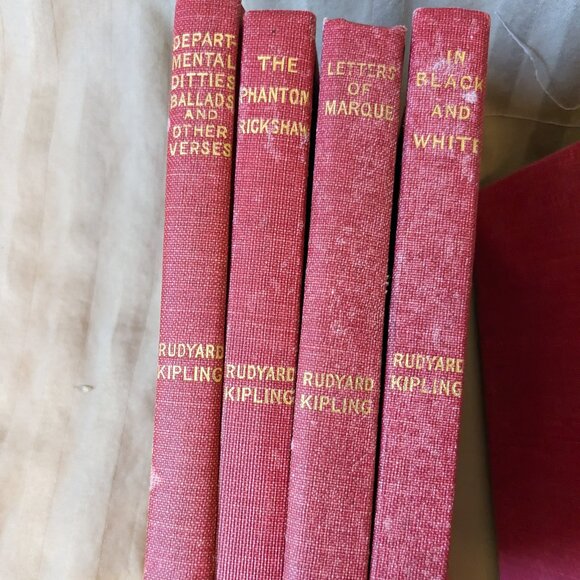 DEPART-
MENTAL
DITTIES
BALLADS
AND
OTHER
VERSES
RUDYARD
KIPLING
THE
PHANTOM
RICKSHAW
RUDYARD
KIPLING
LETTERS
OF
MARQUE
RUDYARD
KIPLING
IN
BLACK
AND
WHITE
RUDYARD
KIPLING